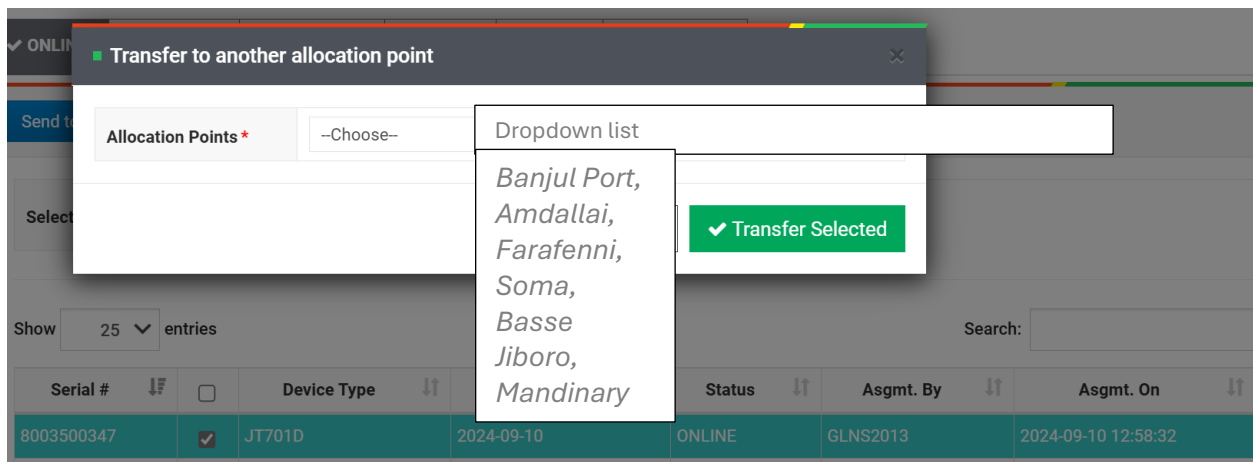 ONLIN
Transfer to another allocation point
×
Send to
Allocation Points *
--Choose--
Dropdown list
Banjul Port,
Amdallai,
Farafenni,
Soma,
Basse
Jiboro,
Mandinary
Select
Transfer Selected
Show 25 entries
Search:
Serial # Device Type Status Asgmt. By Asgmt. On
8003500347 JT701D 2024-09-10 ONLINE GLNS2013 2024-09-10 12:58:32